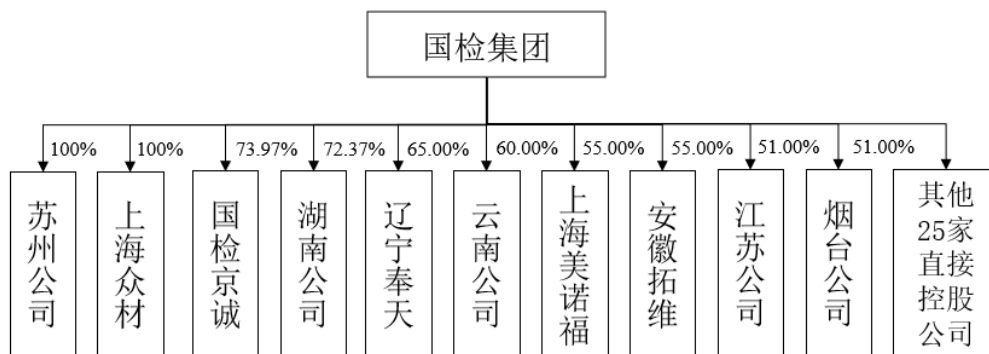 国检集团
100%
100%
73.97%
72.37%
65.00%
60.00%
55.00%
55.00%
51.00%
51.00%
苏州公司
上海众材
国检京诚
湖南公司
辽宁奉天
云南公司
上海美诺福
安徽拓维
江苏公司
烟台公司
其他
25家
直接
控股
公司